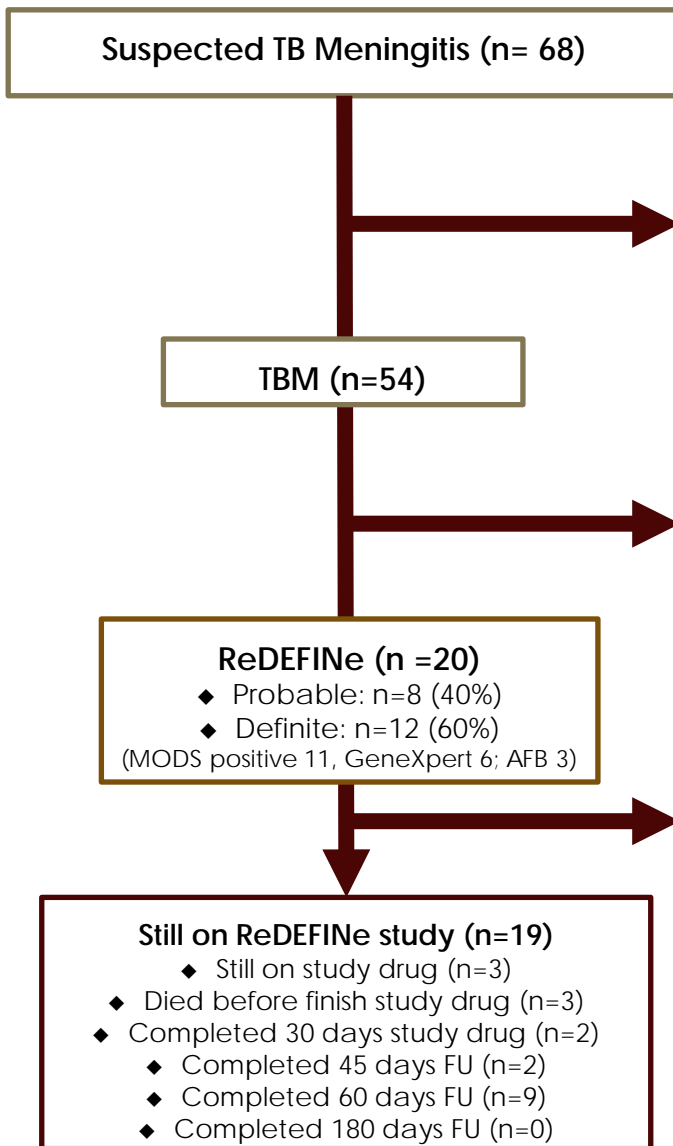 Suspected TB Meningitis (n= 68)
TBM (n=54)
ReDEFINe (n =20)
◆ Probable: n=8 (40%)
◆ Definite: n=12 (60%)
(MODS positive 11, GeneXpert 6; AFB 3)
Still on ReDEFINe study (n=19)
◆ Still on study drug (n=3)
◆ Died before finish study drug (n=3)
◆ Completed 30 days study drug (n=2)
◆ Completed 45 days FU (n=2)
◆ Completed 60 days FU (n=9)
◆ Completed 180 days FU (n=0)